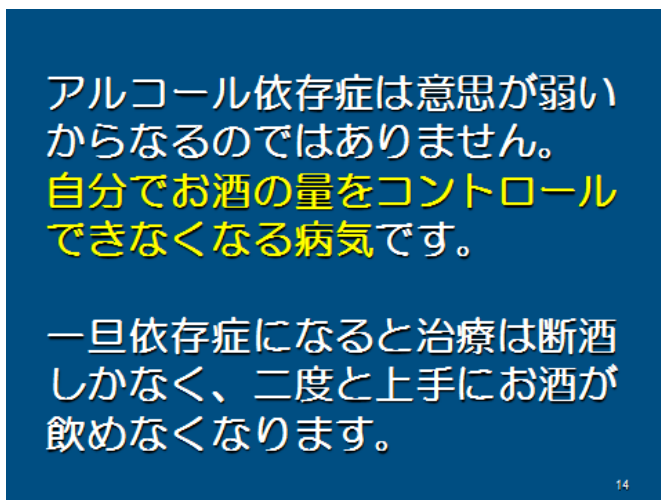 アルコール依存症は意思が弱い
からなるのではありません。
自分でお酒の量をコントロール
できなくなる病気です。
一旦依存症になると治療は断酒
しかなく、二度と上手にお酒が
飲めなくなります。
14